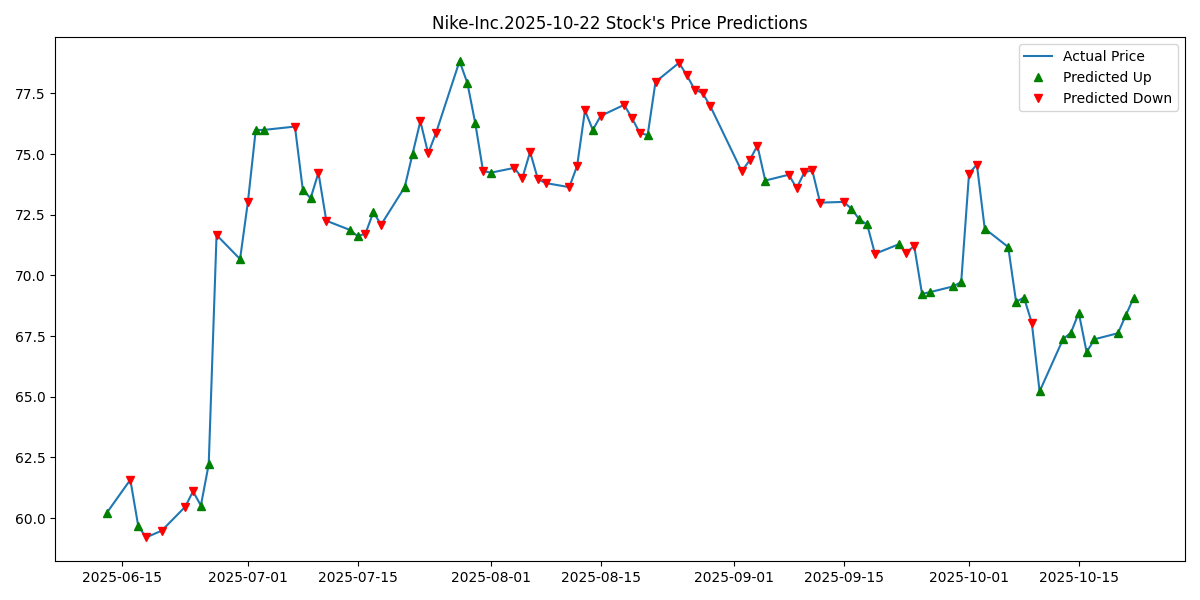 Nike-Inc.2025-10-22 Stock's Price Predictions
Actual Price
Predicted Up
Predicted Down
77.5
75.0
72.5
70.0
67.5
65.0
62.5
60.0
2025-06-15 2025-07-01 2025-07-15 2025-08-01 2025-08-15 2025-09-01 2025-09-15 2025-10-01 2025-10-15